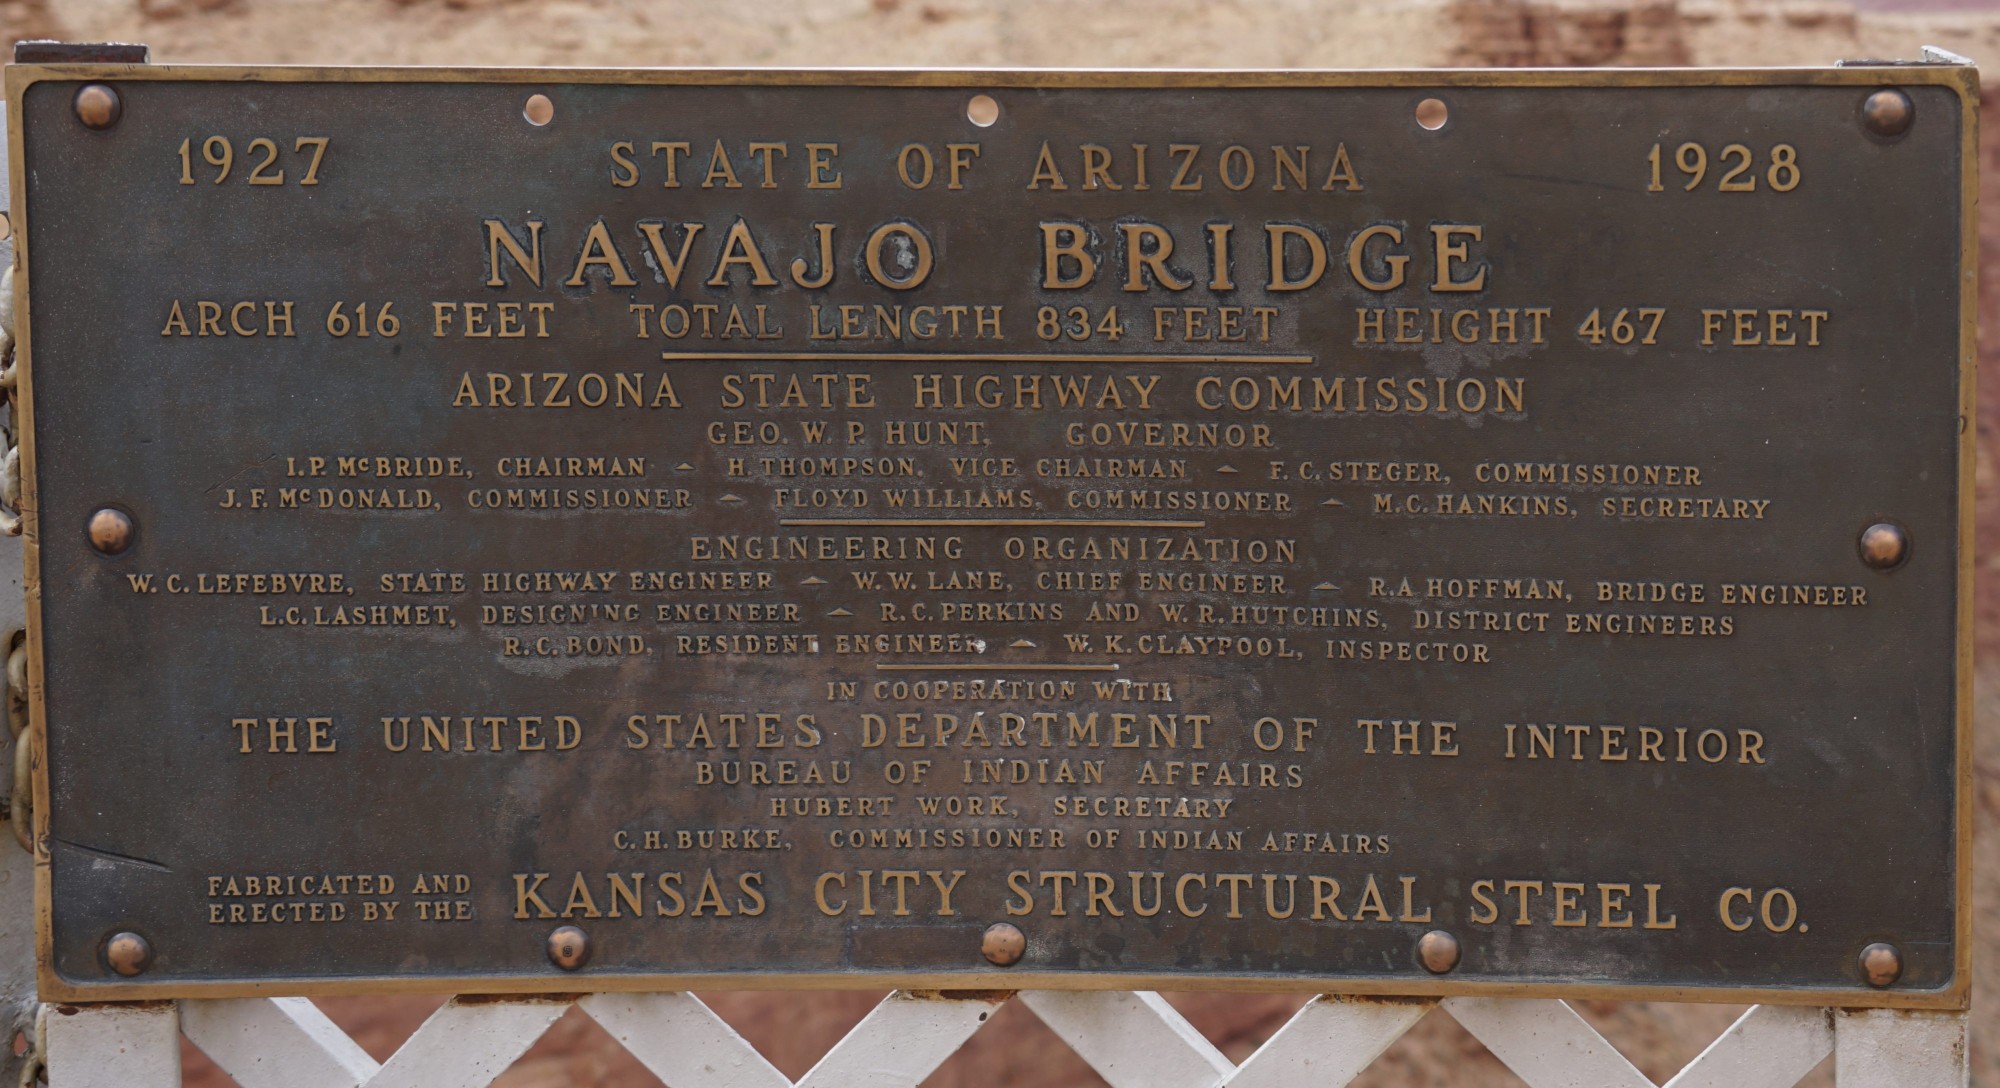 1927 STATE OF ARIZONA 1928
NAVAJO BRIDGE
ARCH 616 FEET TOTAL LENGTH 834 FEET HEIGHT 467 FEET
ARIZONA STATE HIGHWAY COMMISSION
GEO. W. P. HUNT, GOVERNOR
I.P. McBRIDE, CHAIRMAN - H. THOMPSON, VICE CHAIRMAN - F. C. STEGER, COMMISSIONER
J. F. McDONALD, COMMISSIONER - FLOYD WILLIAMS, COMMISSIONER - M.C. HANKINS, SECRETARY
ENGINEERING ORGANIZATION
W. C. LEFEBVRE, STATE HIGHWAY ENGINEER - W. W. LANE, CHIEF ENGINEER - R.A HOFFMAN, BRIDGE ENGINEER
L.C. LASHMET, DESIGNING ENGINEER - R.C. PERKINS AND W. R. HUTCHINS, DISTRICT ENGINEERS
R.C. BOND, RESIDENT ENGINEER - W. K. CLAYPOOL, INSPECTOR
IN COOPERATION WITH
THE UNITED STATES DEPARTMENT OF THE INTERIOR
BUREAU OF INDIAN AFFAIRS
HUBERT WORK, SECRETARY
C. H. BURKE, COMMISSIONER OF INDIAN AFFAIRS
FABRICATED AND
ERECTED BY THE
KANSAS CITY STRUCTURAL STEEL CO.